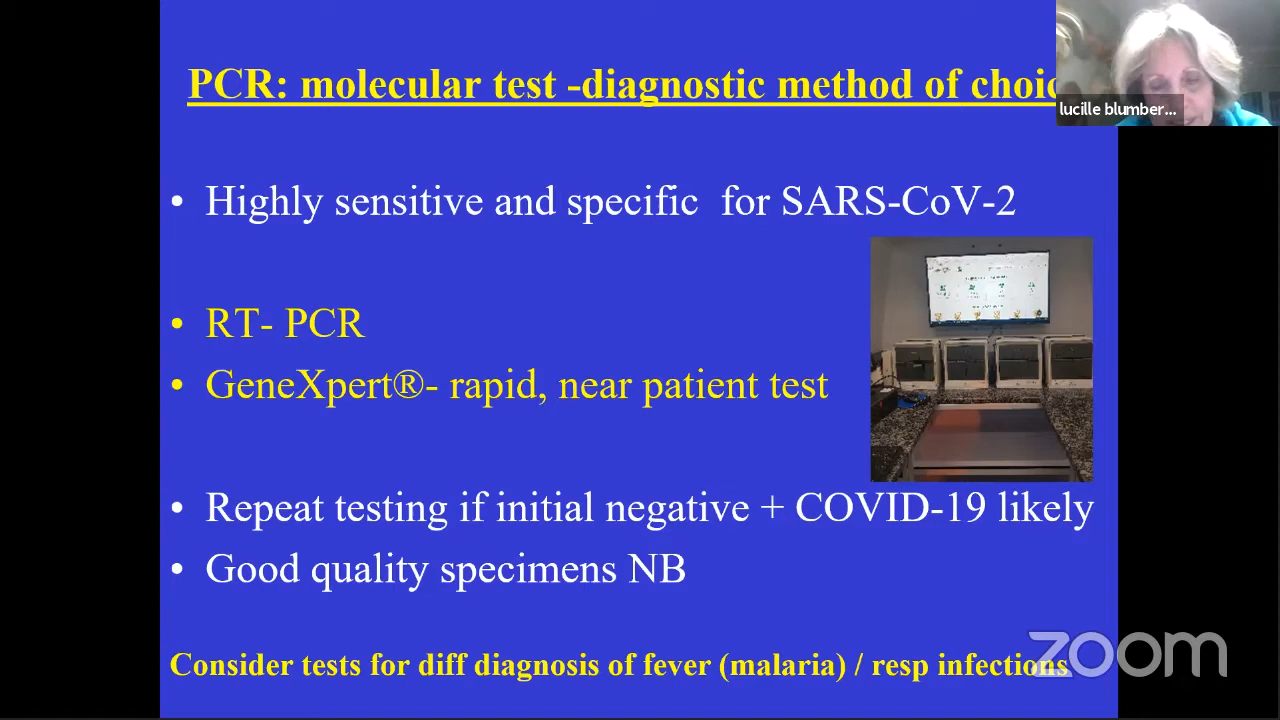 PCR: molecular test -diagnostic method of choic
lucille blumber...
• Highly sensitive and specific for SARS-CoV-2
• RT- PCR
• GeneXpert®- rapid, near patient test
• Repeat testing if initial negative + COVID-19 likely
• Good quality specimens NB
Consider tests for diff diagnosis of fever (malaria) / resp infections
zoom